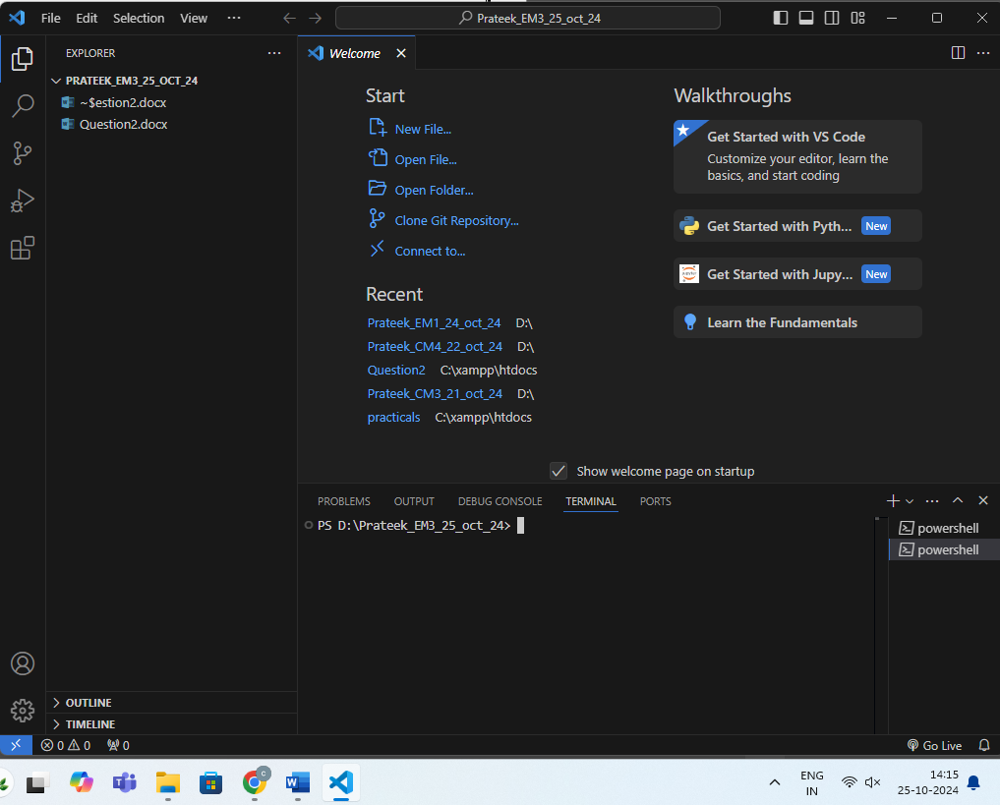 File Edit Selection View ··· Prateek_EM3_25_oct_24
EXPLORER ···
PRATEEK_EM3_25_OCT_24
~$estion2.docx
Question2.docx
OUTLINE
TIMELINE
Welcome
Start
New File...
Open File...
Open Folder...
Clone Git Repository...
Connect to...
Recent
Prateek_EM1_24_oct_24 D:\
Prateek_CM4_22_oct_24 D:\
Question2 C:\xampp\htdocs
Prateek_CM3_21_oct_24 D:\
practicals C:\xampp\htdocs
Walkthroughs
Get Started with VS Code
Customize your editor, learn the
basics, and start coding
Get Started with Pyth... New
Get Started with Jupy... New
Learn the Fundamentals
Show welcome page on startup
PROBLEMS OUTPUT DEBUG CONSOLE TERMINAL PORTS
PS D:\Prateek_EM3_25_oct_24>
powershell
powershell
0 0 0 Go Live
ENG
IN
14:15
25-10-2024